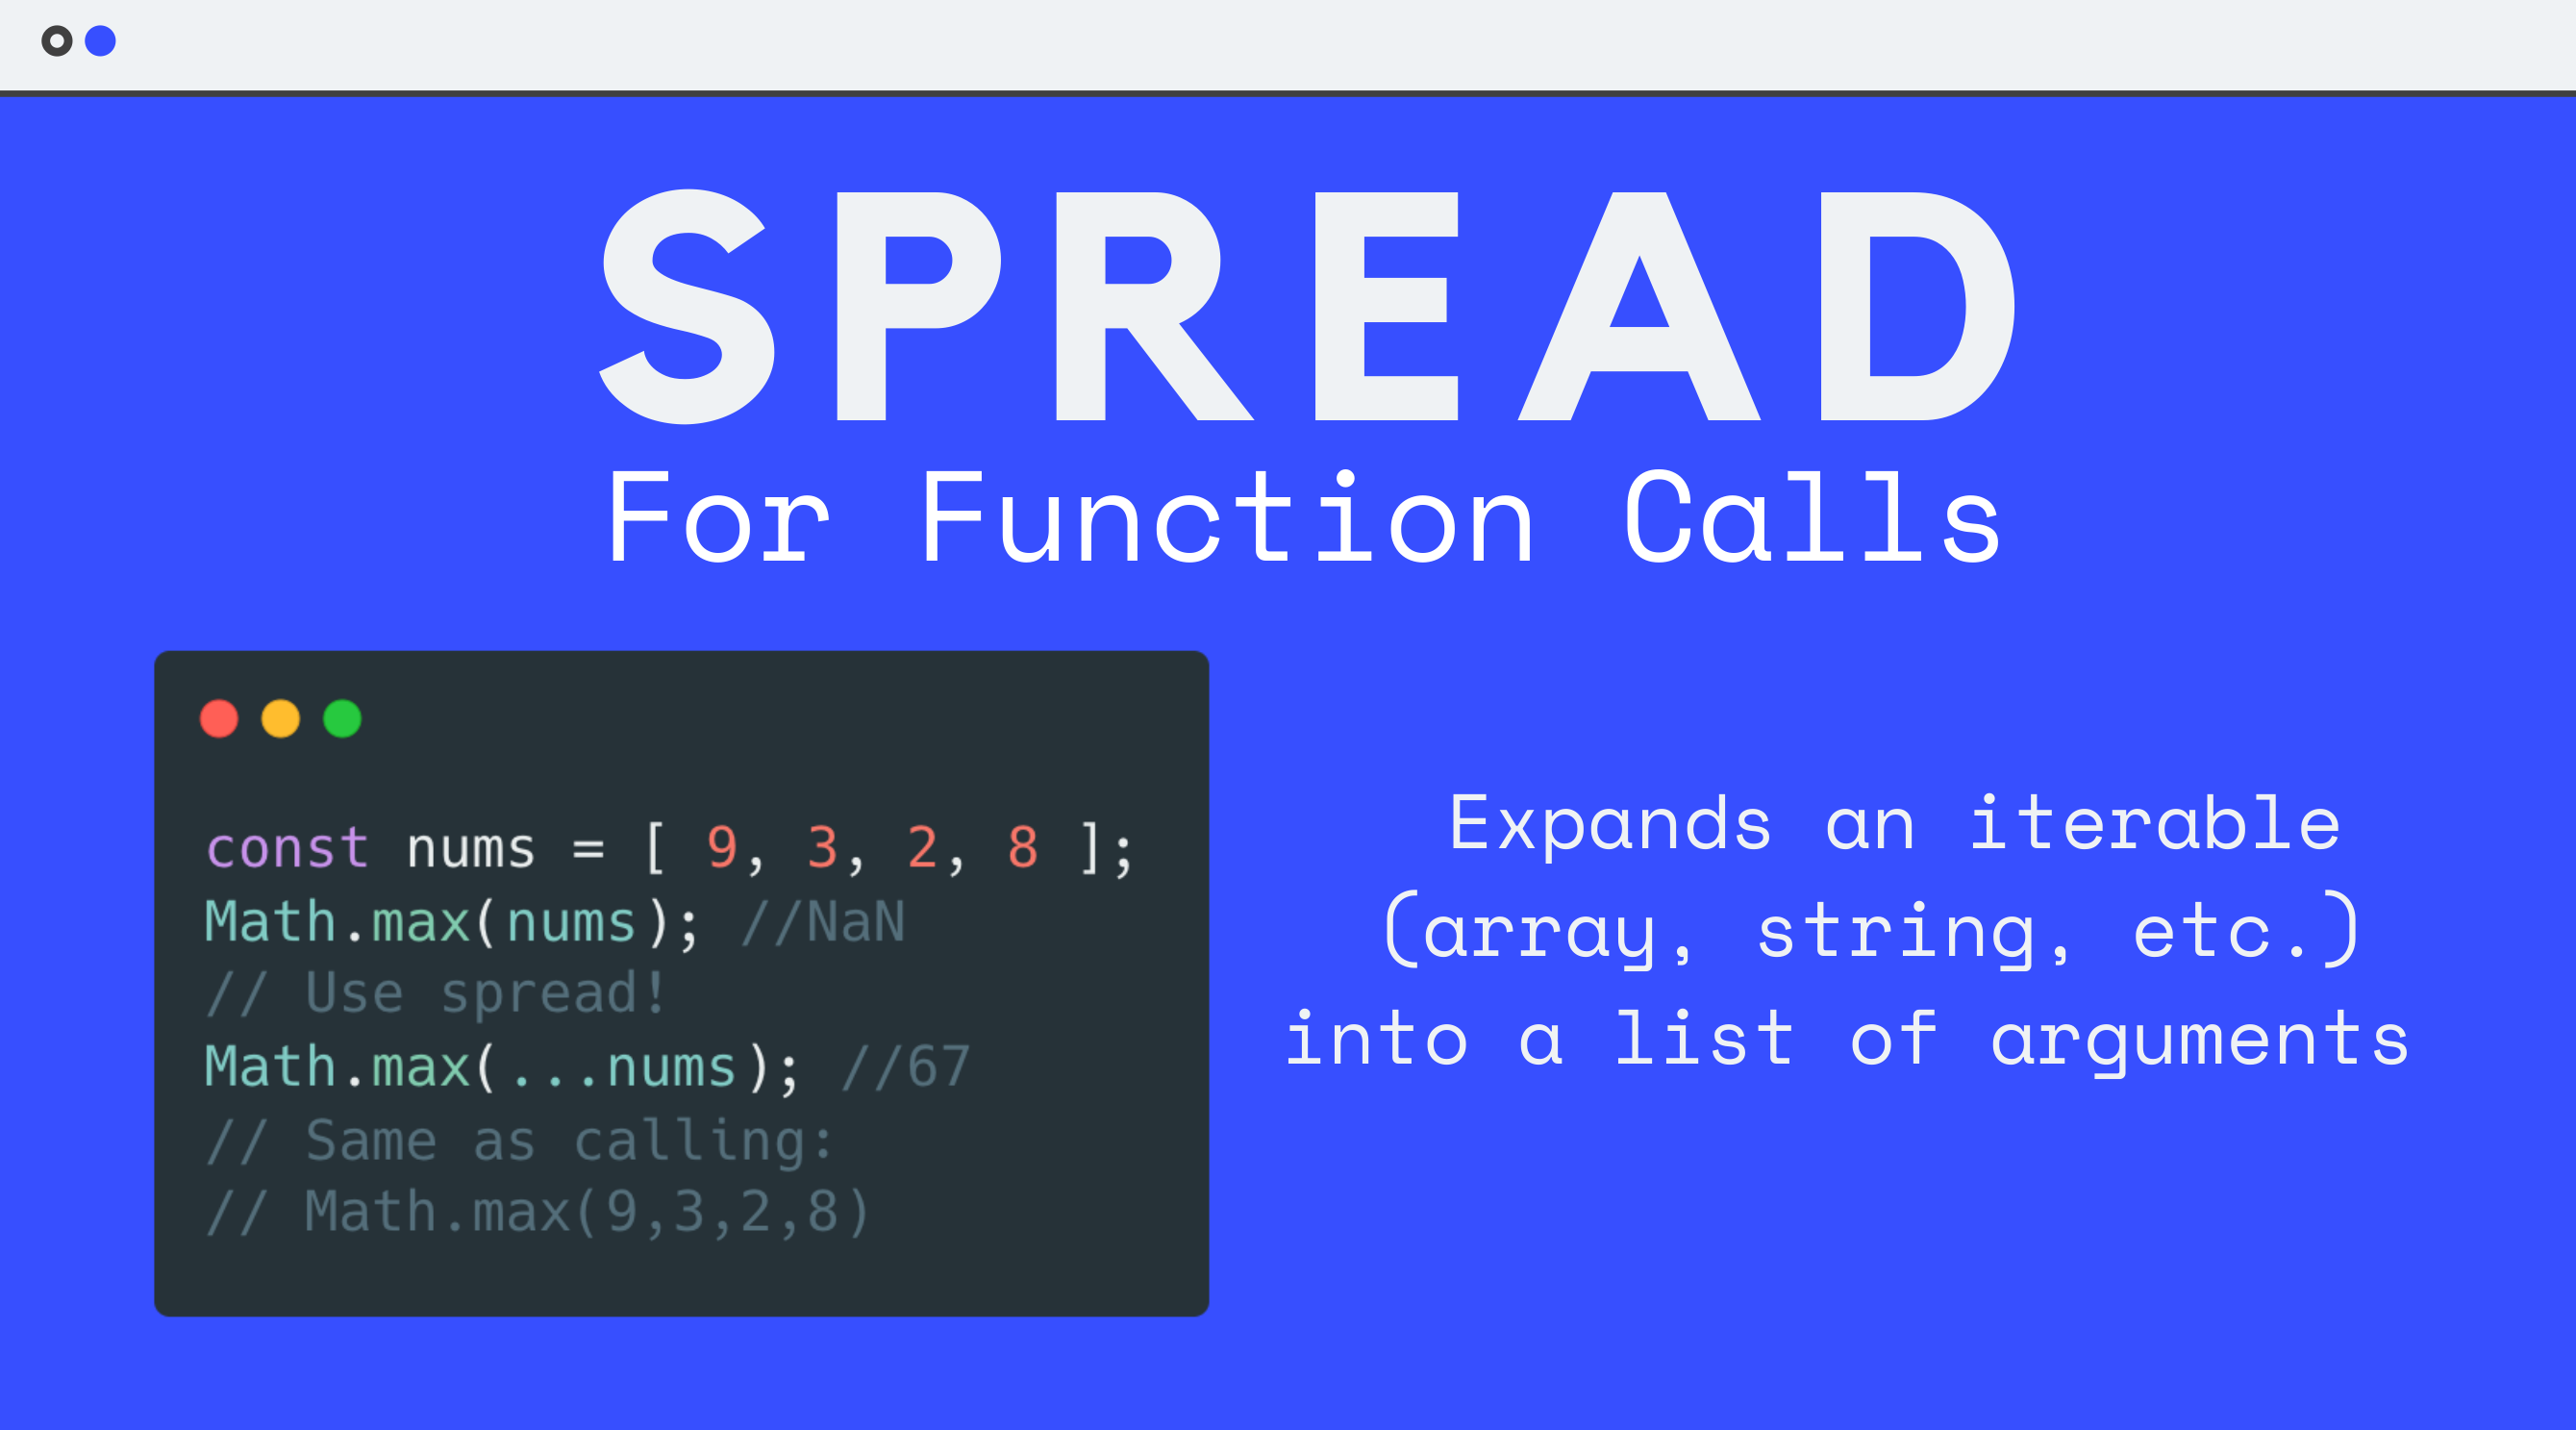 SPREAD
For Function Calls
const nums = [ 9, 3, 2, 8 ];
Math.max(nums); //NaN
// Use spread!
Math.max(...nums); //67
// Same as calling:
// Math.max(9,3,2,8)
Expands an iterable
(array, string, etc.)
into a list of arguments